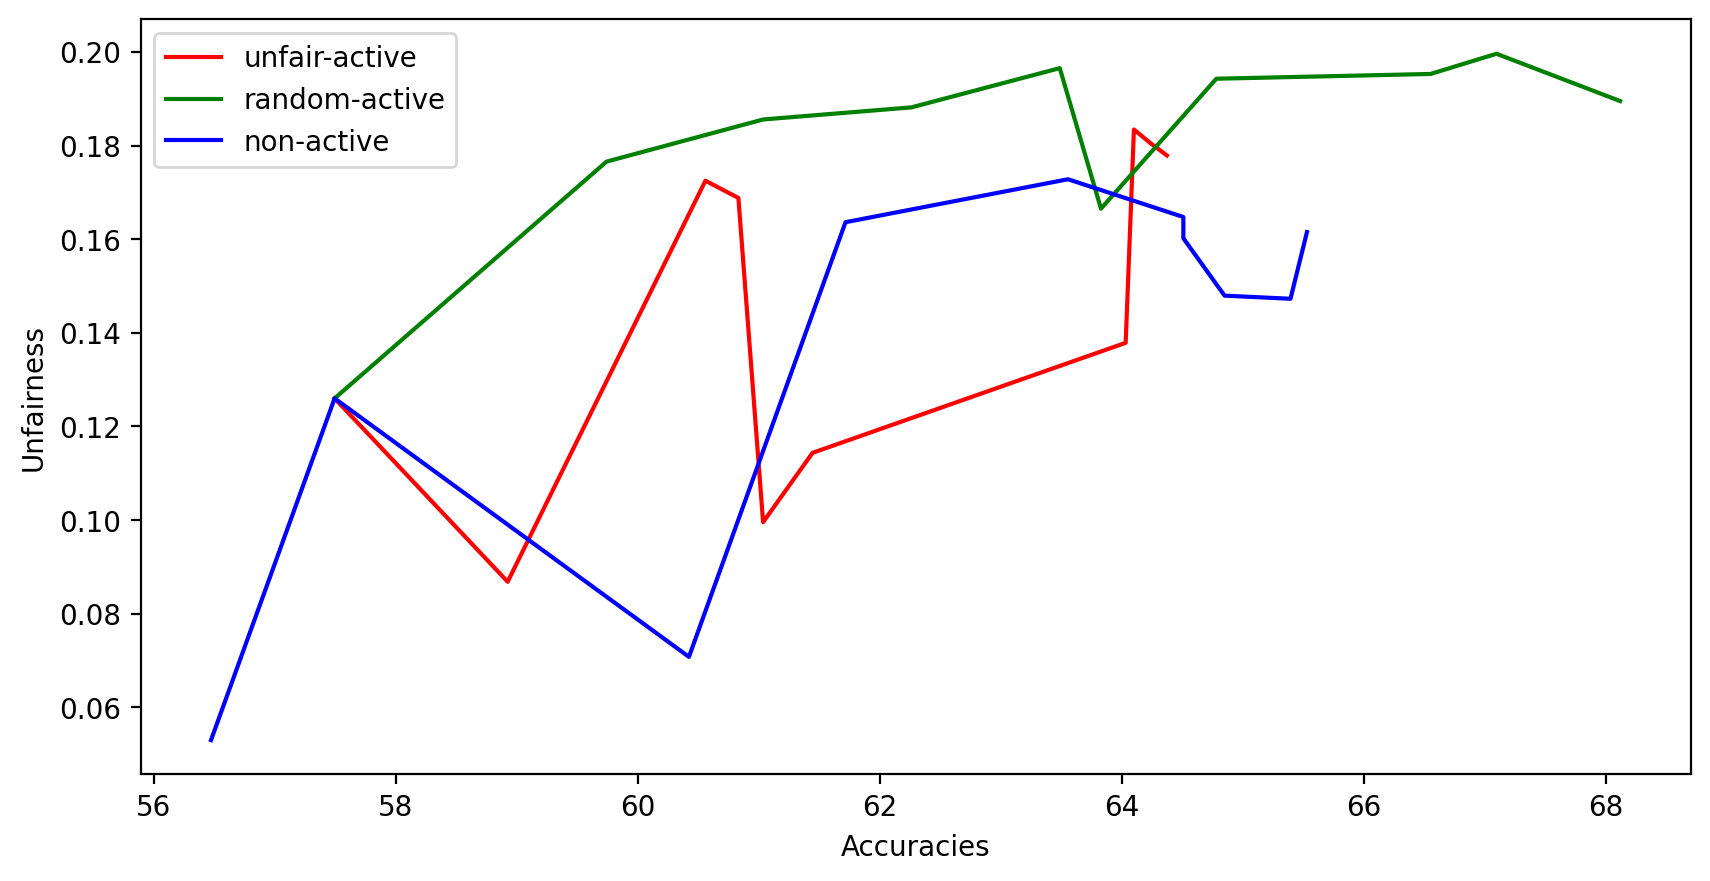 unfair-active
random-active
non-active
0.20
0.18
0.16
0.14
0.12
0.10
0.08
0.06
Unfairness
56 58 60 62 64 66 68
Accuracies